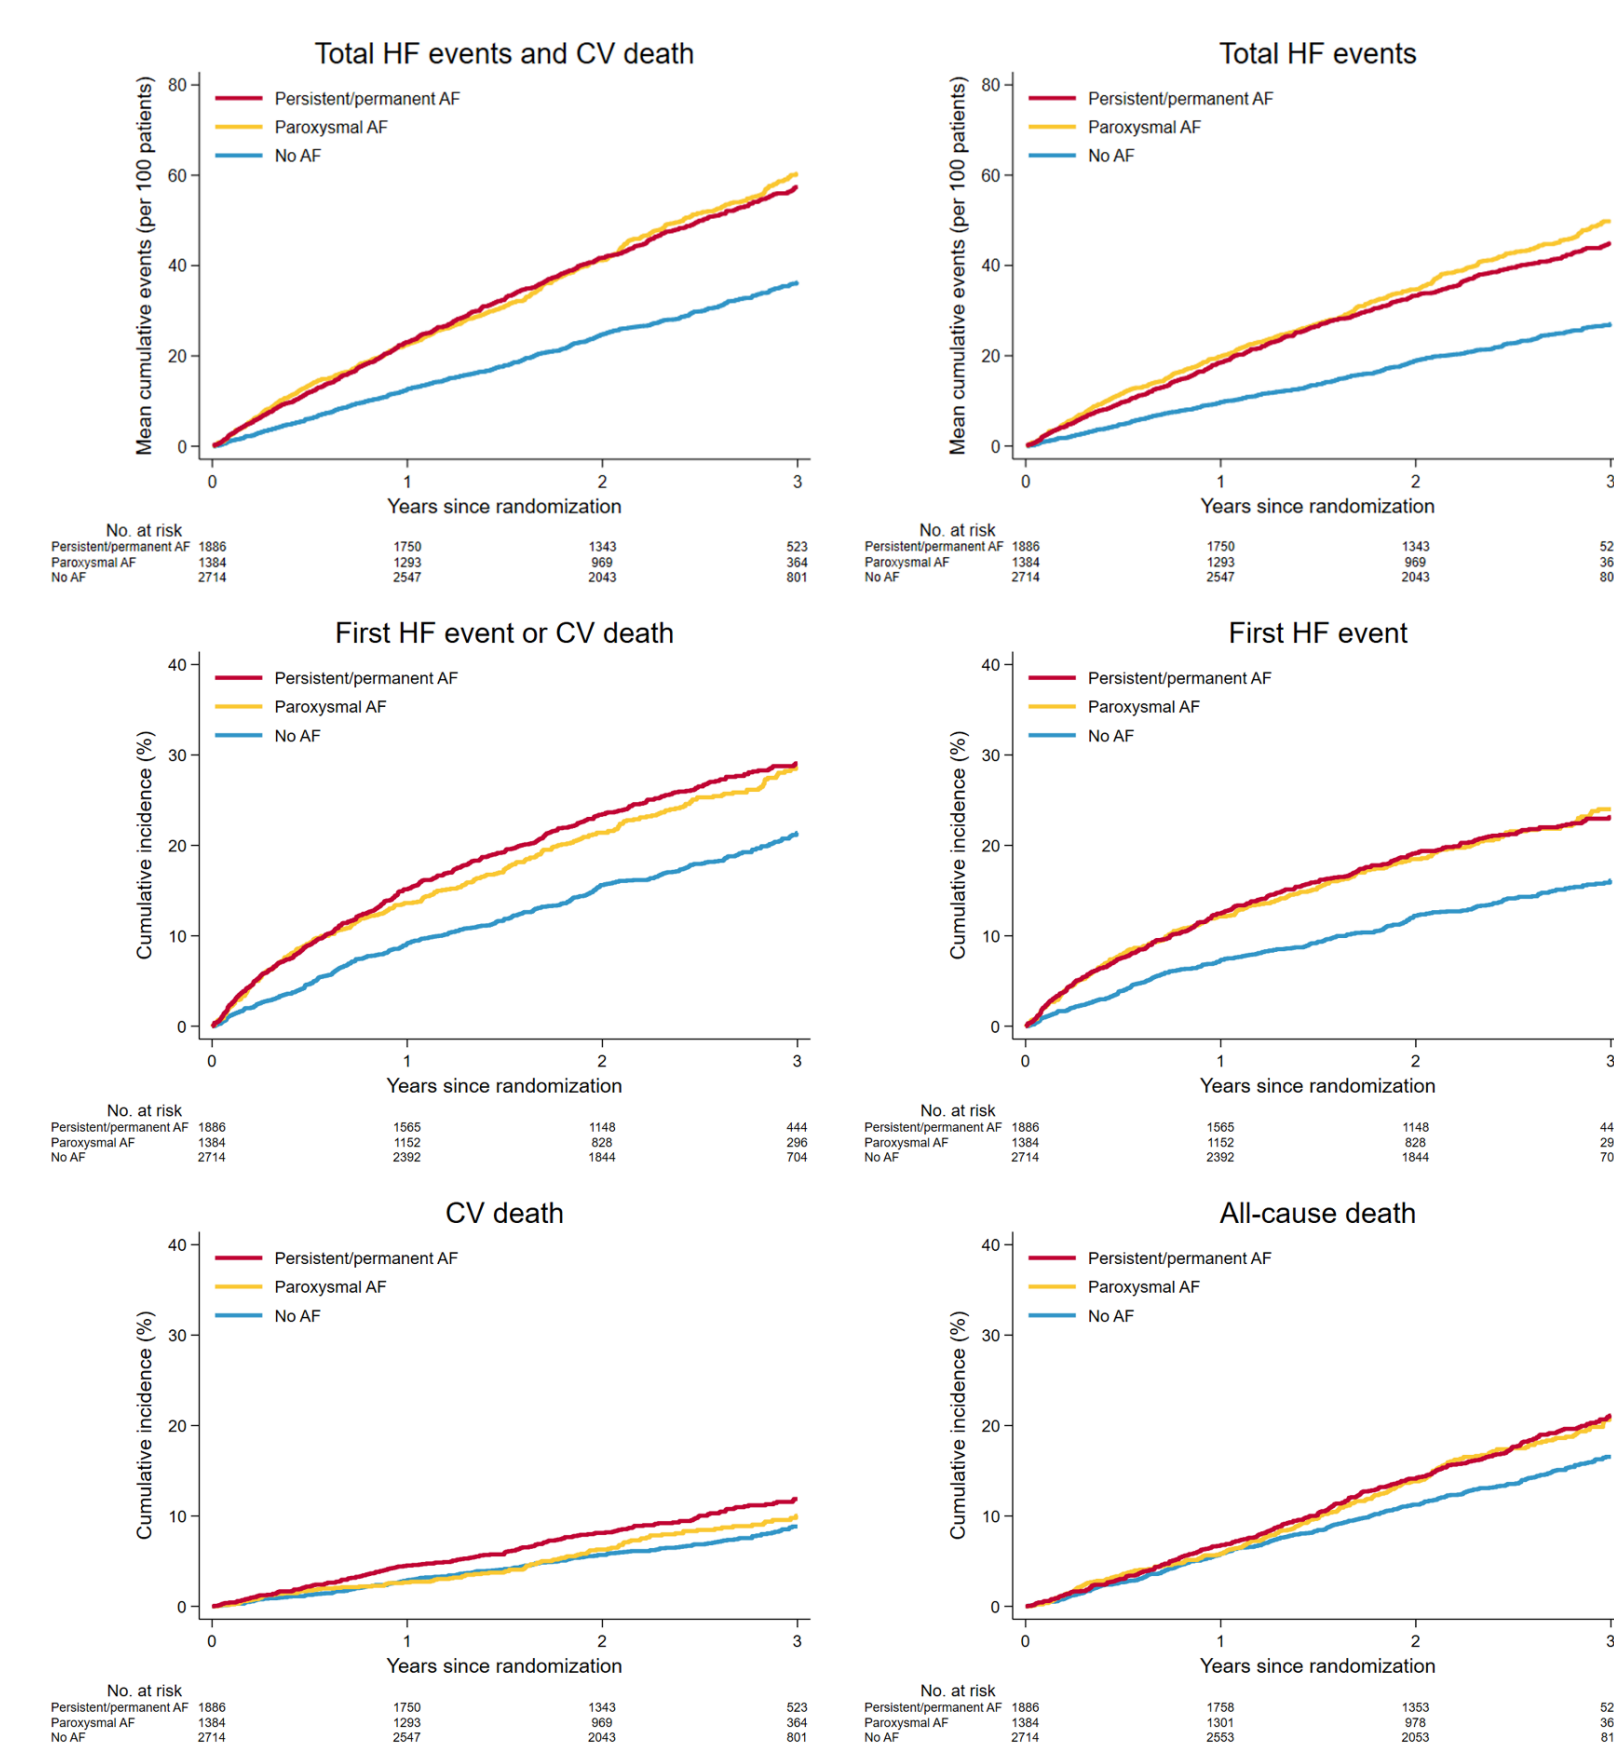 Total HF events and CV death
Mean cumulative events (per 100 patients)
80
60
40
20
0
Persistent/permanent AF
Paroxysmal AF
No AF
0 1 2 3
Years since randomization
No. at risk
Persistent/permanent AF 1886 1750 1343 523
Paroxysmal AF 1384 1293 969 364
No AF 2714 2547 2043 801
Total HF events
Mean cumulative events (per 100 patients)
80
60
40
20
0
Persistent/permanent AF
Paroxysmal AF
No AF
0 1 2 3
Years since randomization
No. at risk
Persistent/permanent AF 1886 1750 1343 52
Paroxysmal AF 1384 1293 969 36
No AF 2714 2547 2043 80
First HF event or CV death
Cumulative incidence (%)
40
30
20
10
0
Persistent/permanent AF
Paroxysmal AF
No AF
0 1 2 3
Years since randomization
No. at risk
Persistent/permanent AF 1886 1565 1148 444
Paroxysmal AF 1384 1152 828 296
No AF 2714 2392 1844 704
First HF event
Cumulative incidence (%)
40
30
20
10
0
Persistent/permanent AF
Paroxysmal AF
No AF
0 1 2 3
Years since randomization
No. at risk
Persistent/permanent AF 1886 1565 1148 44
Paroxysmal AF 1384 1152 828 29
No AF 2714 2392 1844 70
CV death
Cumulative incidence (%)
40
30
20
10
0
Persistent/permanent AF
Paroxysmal AF
No AF
0 1 2 3
Years since randomization
No. at risk
Persistent/permanent AF 1886 1750 1343 523
Paroxysmal AF 1384 1293 969 364
No AF 2714 2547 2043 801
All-cause death
Cumulative incidence (%)
40
30
20
10
0
Persistent/permanent AF
Paroxysmal AF
No AF
0 1 2 3
Years since randomization
No. at risk
Persistent/permanent AF 1886 1758 1353 52
Paroxysmal AF 1384 1301 978 36
No AF 2714 2553 2053 81